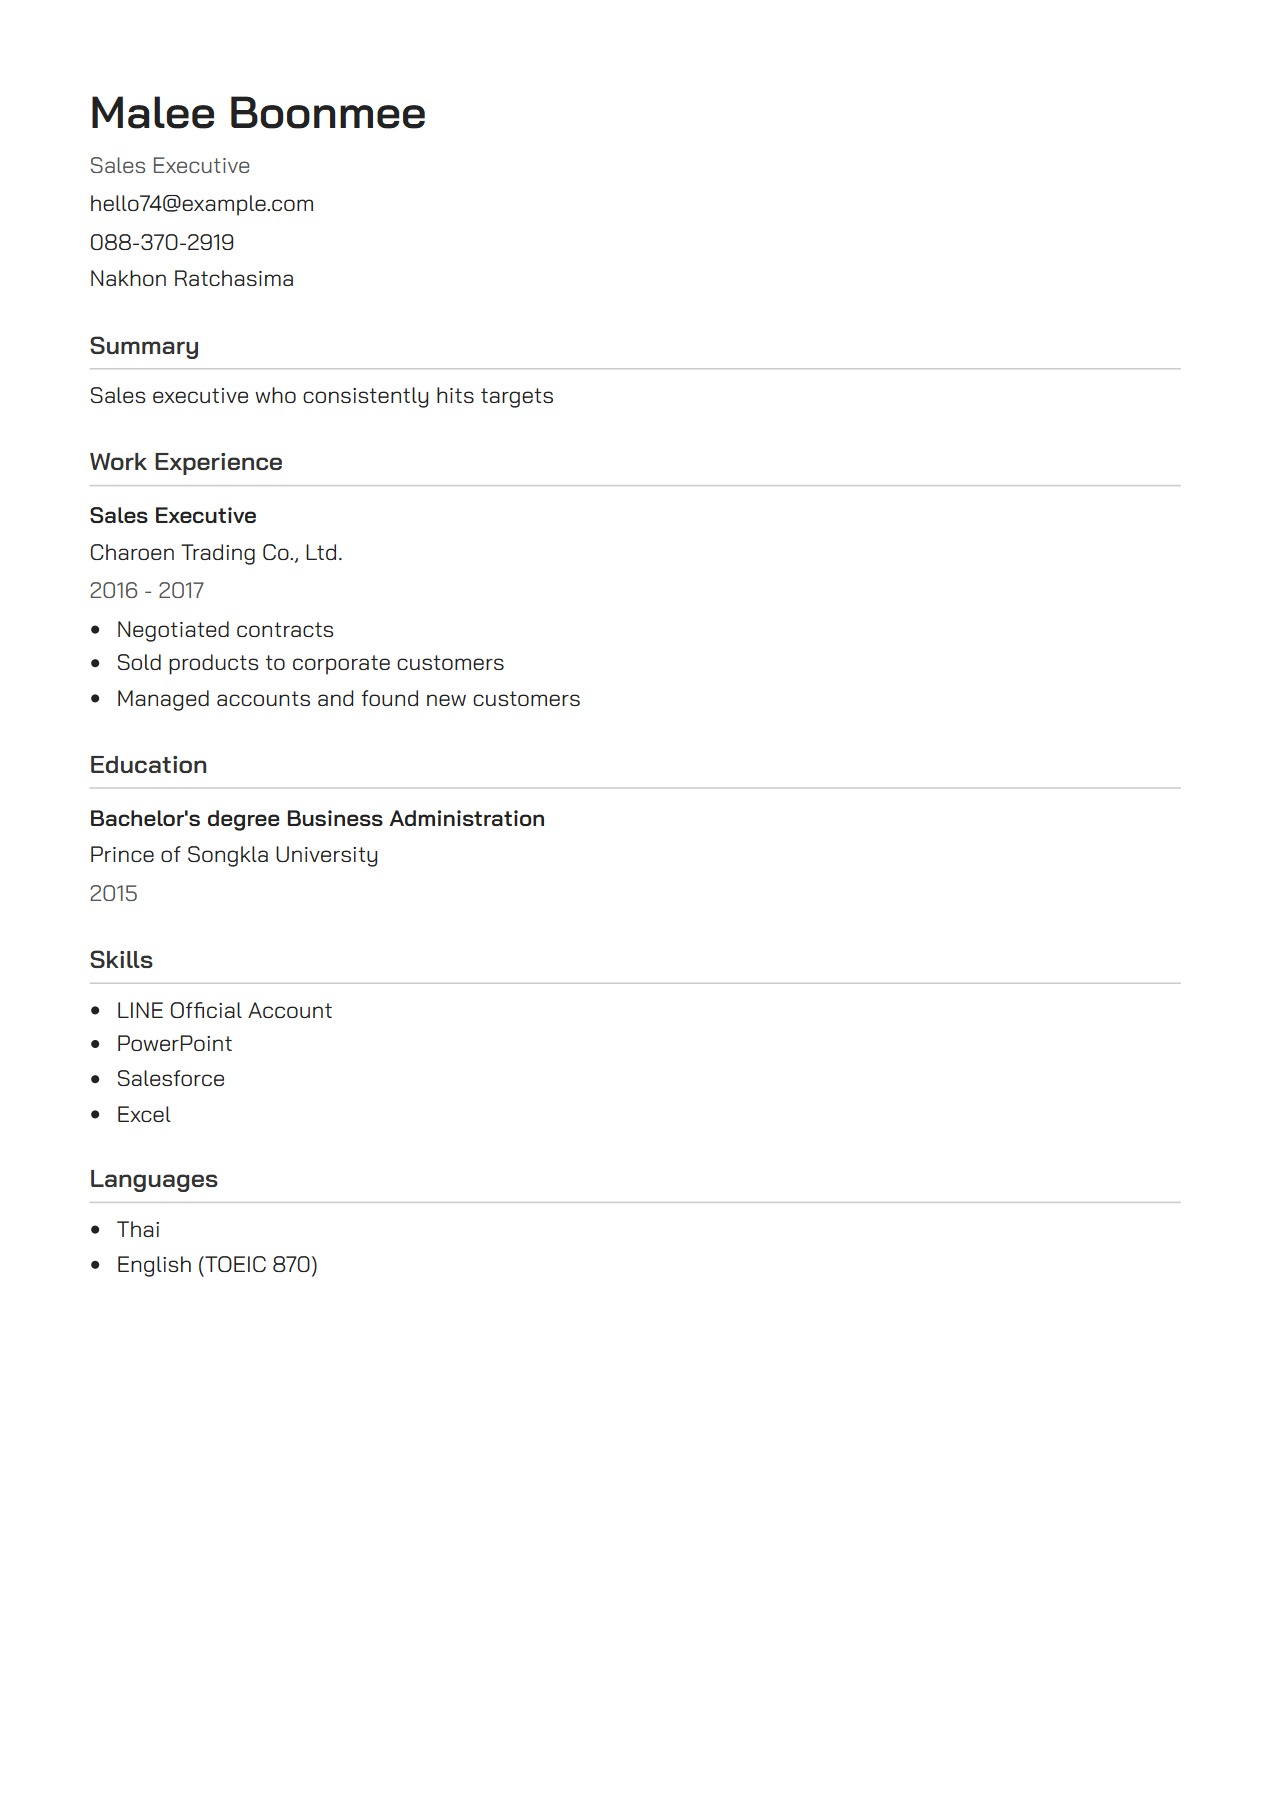 Malee Boonmee
Sales Executive
hello74@example.com
088-370-2919
Nakhon Ratchasima
Summary
Sales executive who consistently hits targets
Work Experience
Sales Executive
Charoen Trading Co., Ltd.
2016 - 2017
• Negotiated contracts
• Sold products to corporate customers
• Managed accounts and found new customers
Education
Bachelor's degree Business Administration
Prince of Songkla University
2015
Skills
• LINE Official Account
• PowerPoint
• Salesforce
• Excel
Languages
• Thai
• English (TOEIC 870)